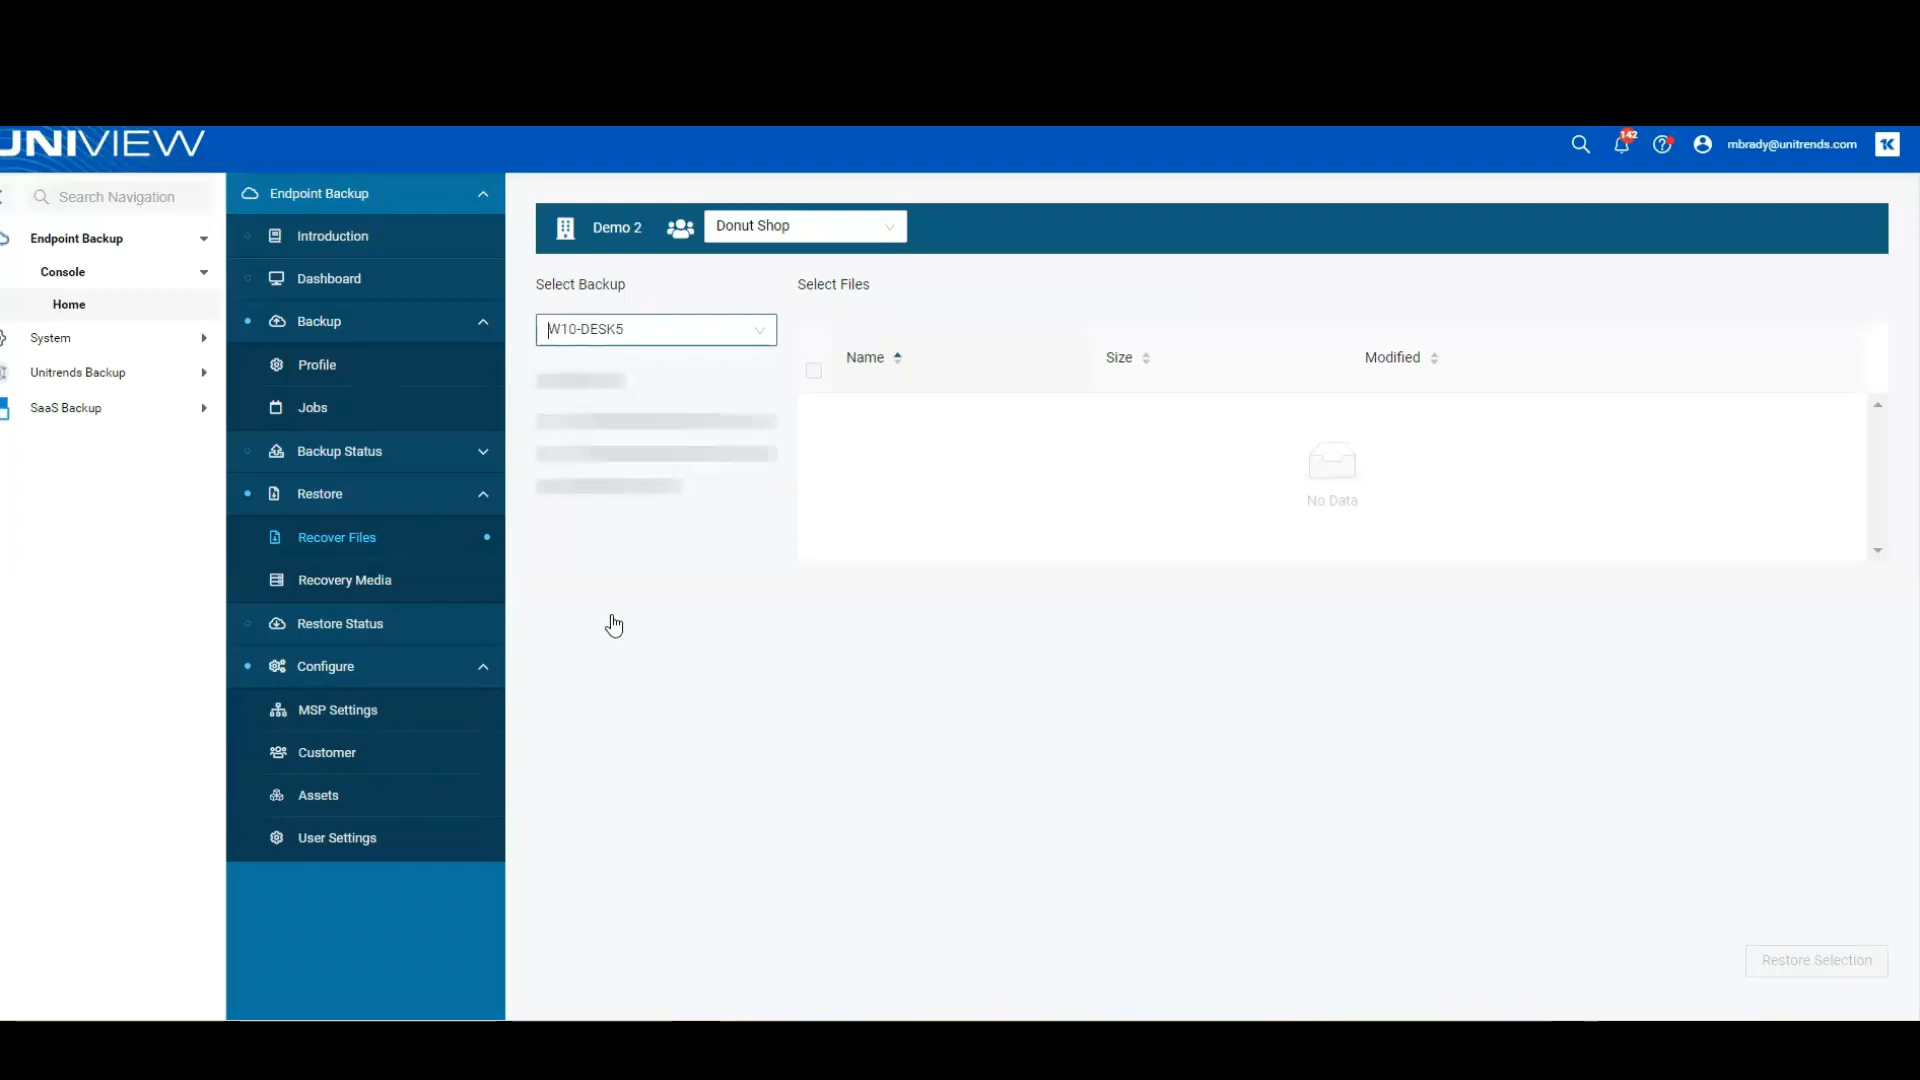 UNIVIEW
142
mbrady@unitrends.com
Search Navigation
Endpoint Backup
Console
Home
System
Unitrends Backup
SaaS Backup
Endpoint Backup
Introduction
Dashboard
Backup
Profile
Jobs
Backup Status
Restore
Recover Files
Recovery Media
Restore Status
Configure
MSP Settings
Customer
Assets
User Settings
Demo 2
Donut Shop
Select Backup
Select Files
W10-DESK5
Name
Size
Modified
No Data
Restore Selection